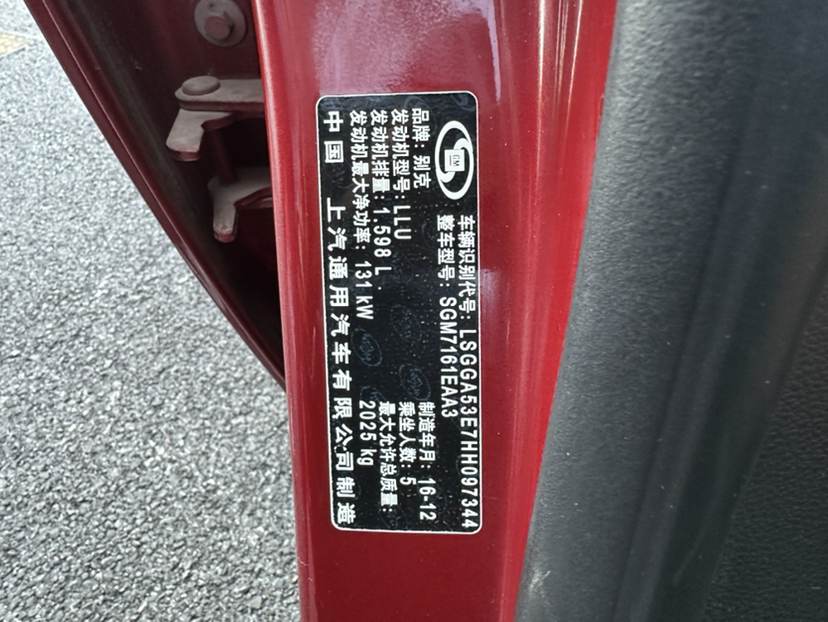 GM
车辆识别代号: LSGGA53E7HH097344
整车型号: SGM7161EAA3
品牌: 别克
制造年月: 16-12
发动机型号: LLU
乘坐人数: 5
发动机排量: 1.598 L
最大允许总质量:
发动机最大净功率: 131 kW
2025 kg
中国 上汽通用汽车有限公司制造